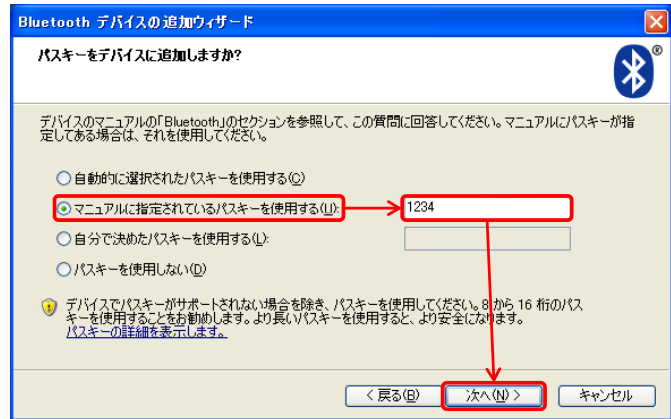 Bluetooth デバイスの追加ウィザード
パスキーをデバイスに追加しますか?
®
デバイスのマニュアルの「Bluetooth」のセクションを参照して、この質問に回答してください。マニュアルにパスキーが指
定してある場合は、それを使用してください。
自動的に選択されたパスキーを使用する(C)
マニュアルに指定されているパスキーを使用する(U): 1234
自分で決めたパスキーを使用する(L):
パスキーを使用しない(D)
デバイスでパスキーがサポートされない場合を除き、パスキーを使用してください。8 から 16 桁のパス
キーを使用することをお勧めします。より長いパスキーを使用すると、より安全になります。
パスキーの詳細を表示します。
< 戻る(B) 次へ(N) > キャンセル